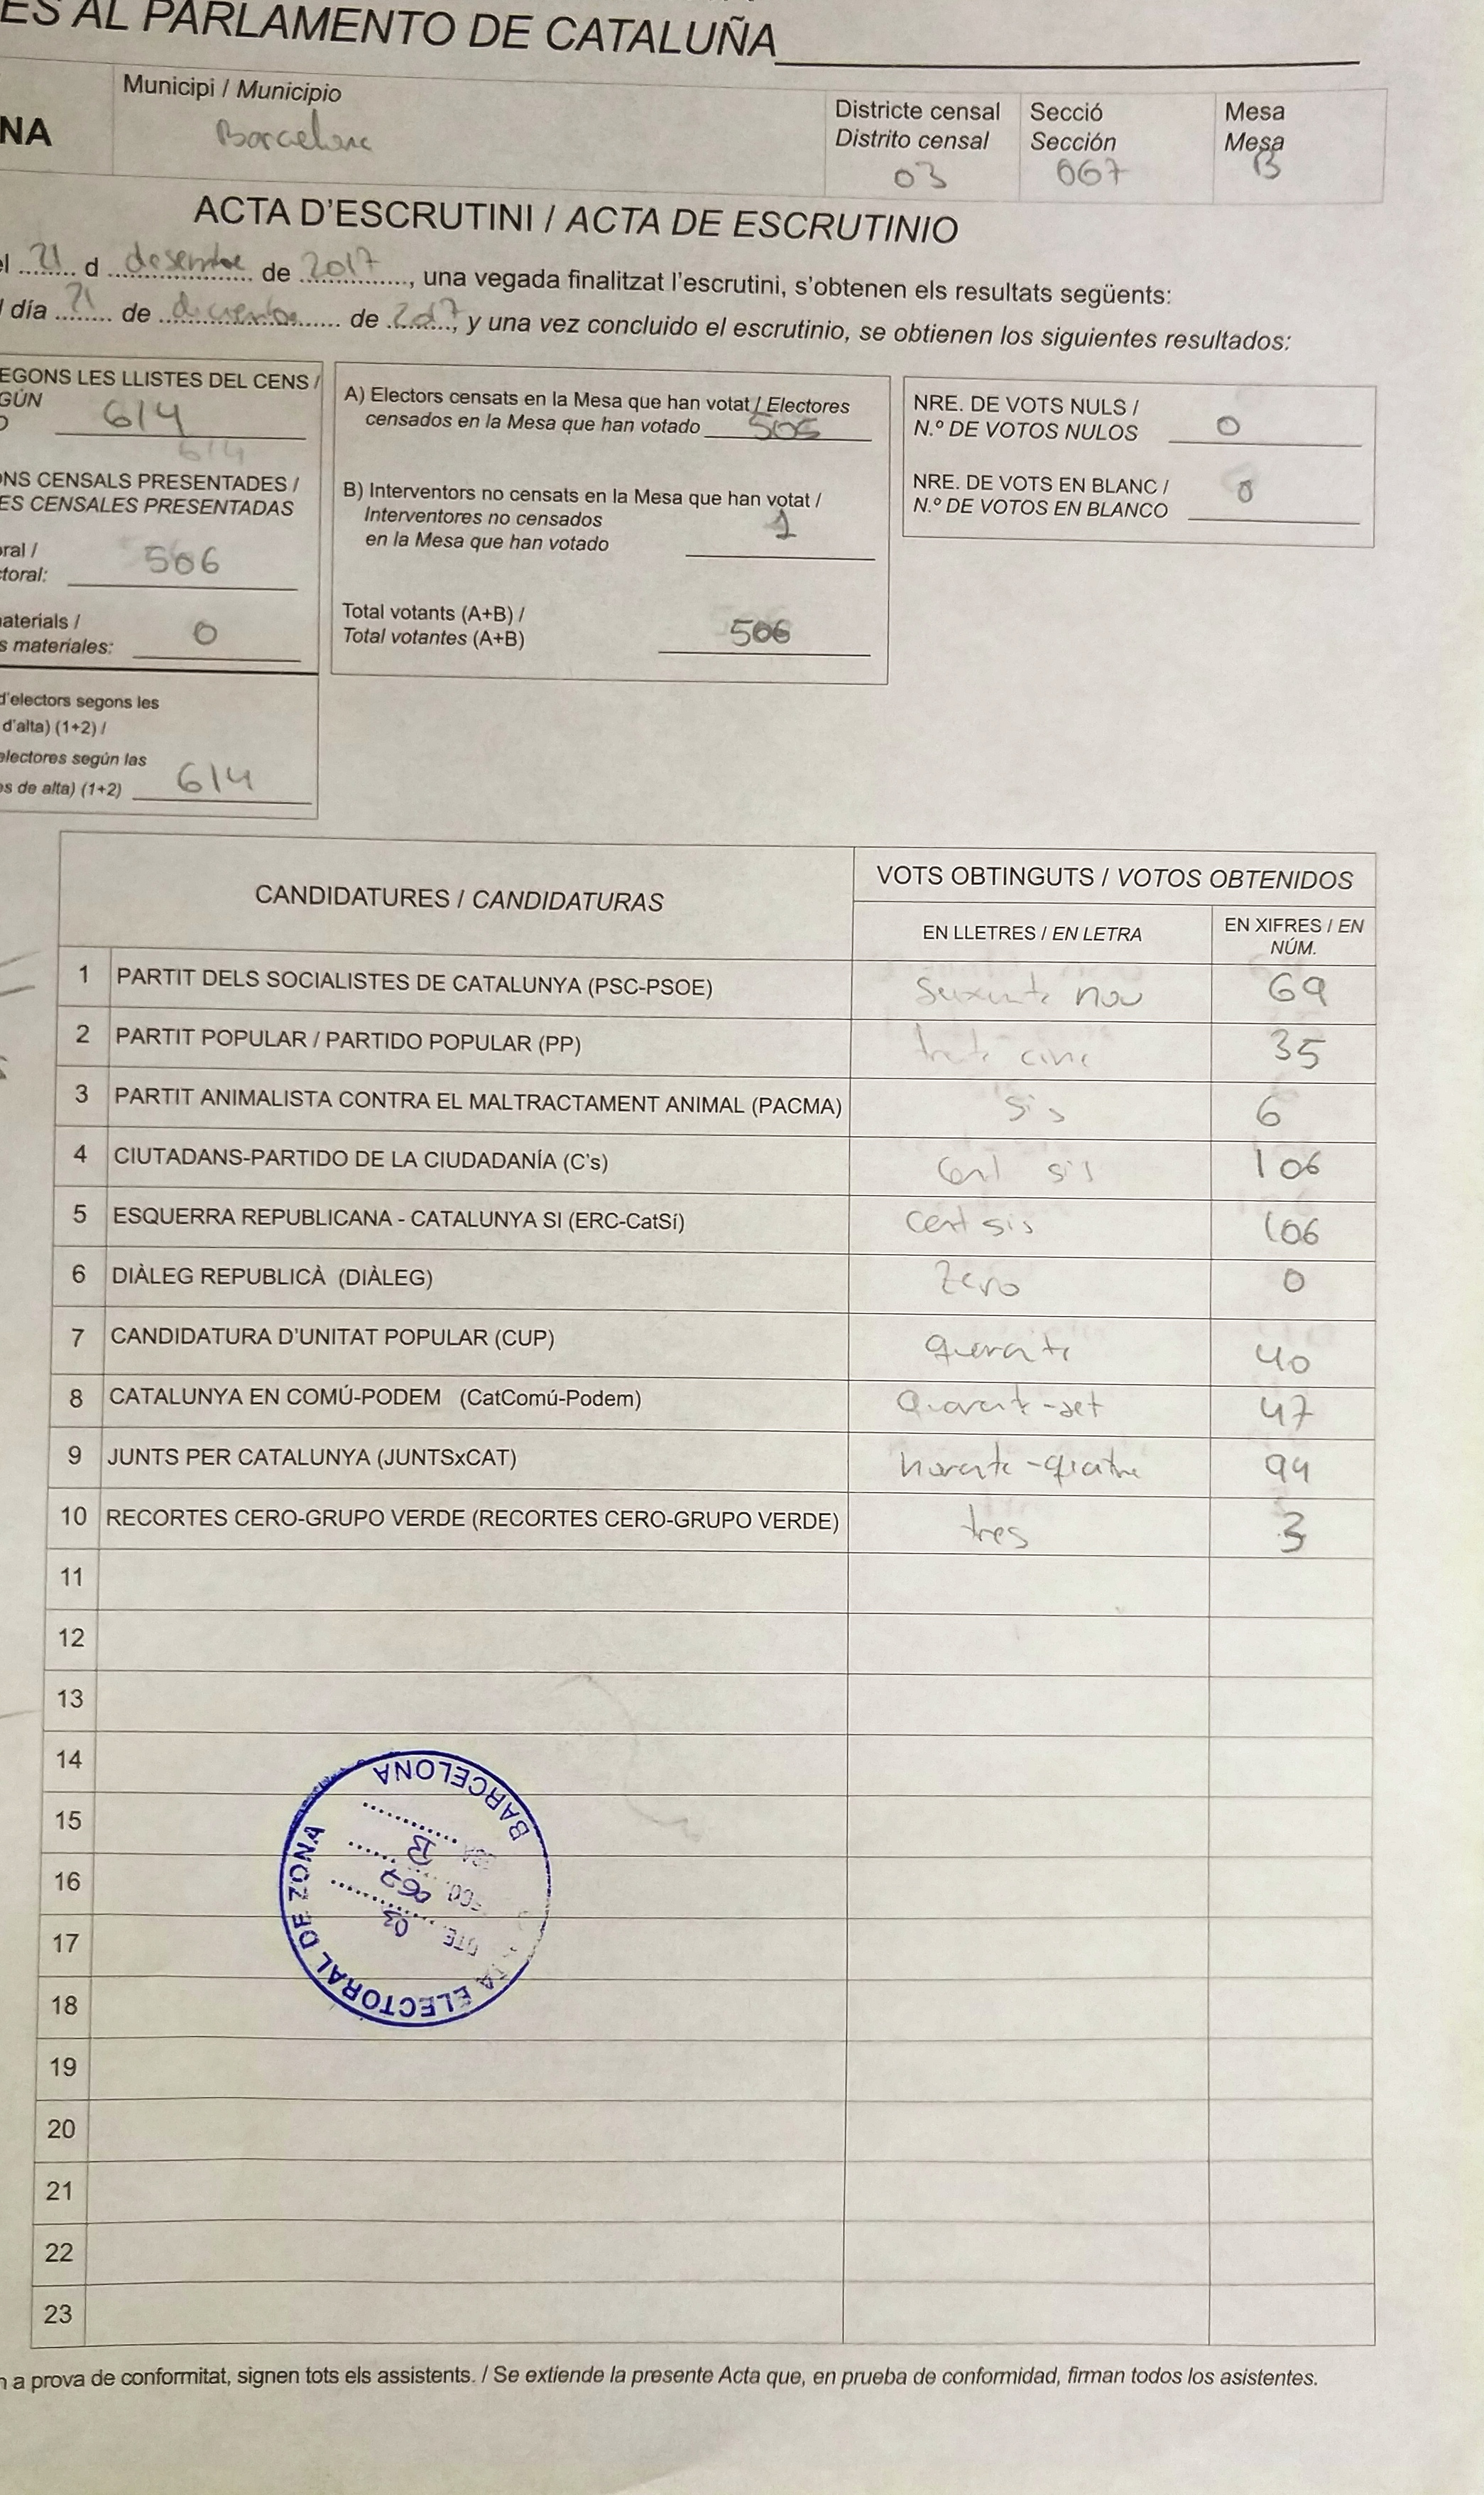 ES AL PARLAMENTO DE CATALUÑA
Municipi / Municipio
Barcelona
Districte censal
Distrito censal
03
Secció
Sección
067
Mesa
Mesa
B
NA
ACTA D'ESCRUTINI / ACTA DE ESCRUTINIO
el 21 d desembre de 2017, una vegada finalitzat l'escrutini, s'obtenen els resultats següents:
l día 21 de diciembre de 2017, y una vez concluido el escrutinio, se obtienen los siguientes resultados:
EGONS LES LLISTES DEL CENS /
GÚN
O 614
614
ONS CENSALS PRESENTADES /
ES CENSALES PRESENTADAS
oral /
ctoral: 506
naterials /
s materiales: 0
d'electors segons les
d'alta) (1+2) /
electores según las
es de alta) (1+2) 614
A) Electors censats en la Mesa que han votat / Electores
censados en la Mesa que han votado 505
B) Interventors no censats en la Mesa que han votat /
Interventores no censados
en la Mesa que han votado 1
Total votants (A+B) /
Total votantes (A+B) 506
NRE. DE VOTS NULS /
N.º DE VOTOS NULOS 0
NRE. DE VOTS EN BLANC /
N.º DE VOTOS EN BLANCO 0
CANDIDATURES / CANDIDATURAS
VOTS OBTINGUTS / VOTOS OBTENIDOS
EN LLETRES / EN LETRA
EN XIFRES / EN
NÚM.
1 PARTIT DELS SOCIALISTES DE CATALUNYA (PSC-PSOE) seixanta nou 69
2 PARTIT POPULAR / PARTIDO POPULAR (PP) trenta cinc 35
3 PARTIT ANIMALISTA CONTRA EL MALTRACTAMENT ANIMAL (PACMA) sis 6
4 CIUTADANS-PARTIDO DE LA CIUDADANÍA (C's) Cent sis 106
5 ESQUERRA REPUBLICANA - CATALUNYA SI (ERC-CatSí) Cent sis 106
6 DIÀLEG REPUBLICÀ (DIÀLEG) Zero 0
7 CANDIDATURA D'UNITAT POPULAR (CUP) quaranta 40
8 CATALUNYA EN COMÚ-PODEM (CatComú-Podem) Quaranta-set 47
9 JUNTS PER CATALUNYA (JUNTSxCAT) noranta-quatre 94
10 RECORTES CERO-GRUPO VERDE (RECORTES CERO-GRUPO VERDE) tres 3
11
12
13
14
15
16
17
18
19
20
21
22
23
TA ELECTORAL DE ZONA
BARCELONA
DTE. 03
ECC. 067
ESA B
n a prova de conformitat, signen tots els assistents. / Se extiende la presente Acta que, en prueba de conformidad, firman todos los asistentes.